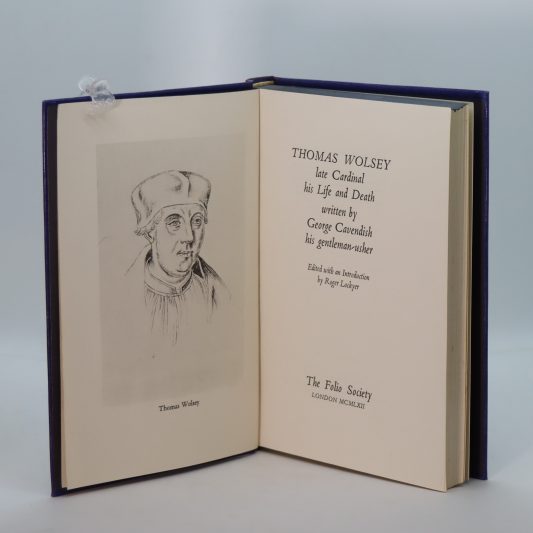 Thomas Wolsey
THOMAS WOLSEY
late Cardinal
his Life and Death
written by
George Cavendish
his gentleman-usher
Edited with an Introduction
by Roger Lockyer
The Folio Society
LONDON MCMLXII